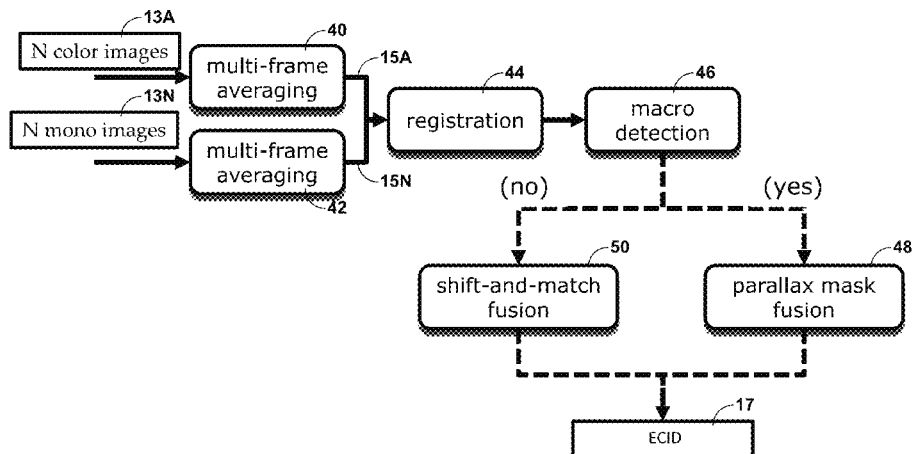 13A
N color images
40
multi-frame
averaging
15A
13N
N mono images
multi-frame
averaging
42
15N
44
registration
46
macro
detection
(no)
(yes)
50
shift-and-match
fusion
48
parallax mask
fusion
17
ECID